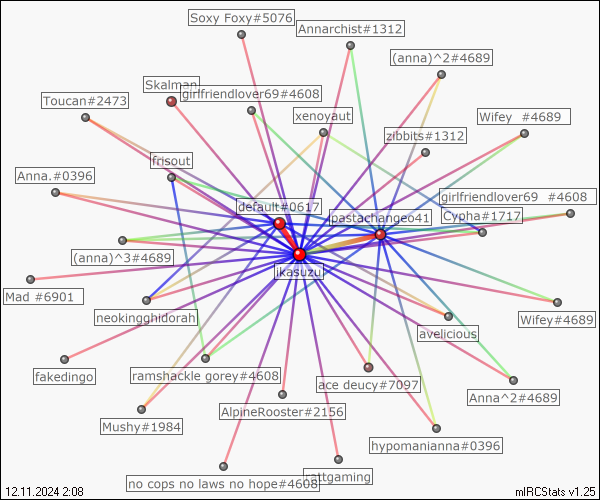 Soxy Foxy#5076
Annarchist#1312
(anna)^2#4689
Skalman
girlfriendlover69#4608
Toucan#2473
xenoyaut
Wifey #4689
zibbits#1312
frisout
Anna.#0396
girlfriendlover69 #4608
default#0617
pastachangeo41
Cypha#1717
(anna)^3#4689
likasuzu
Mad #6901
neokingghidorah
Wifey#4689
avelicious
fakedingo
ramshackle gorey#4608
ace deucy#7097
Anna^2#4689
AlpineRooster#2156
Mushy#1984
hypomanianna#0396
no cops no laws no hope#4608
rattgaming
12.11.2024 2:08
mIRCStats v1.25